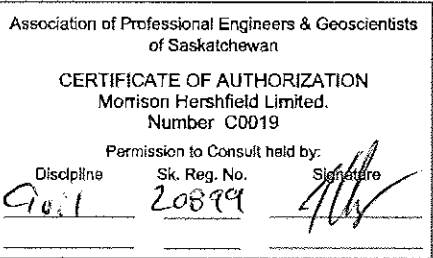 Association of Professional Engineers & Geoscientists
of Saskatchewan
CERTIFICATE OF AUTHORIZATION
Morrison Hershfield Limited.
Number C0019
Permission to Consult held by:
Discipline Sk. Reg. No. Signature
Civil 20899